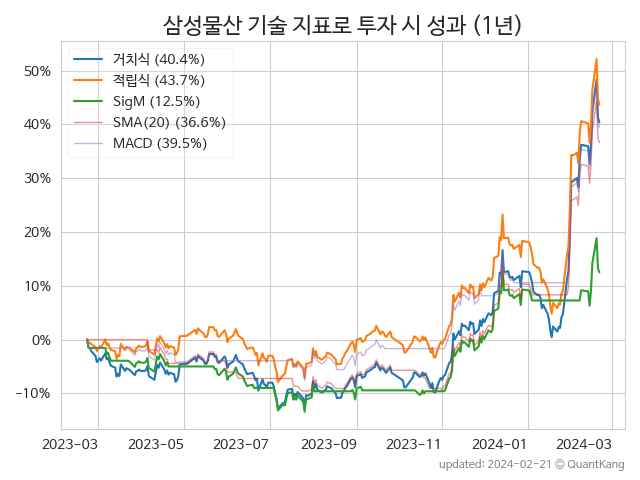 삼성물산 기술 지표로 투자 시 성과 (1년)
거치식 (40.4%)
적립식 (43.7%)
SigM (12.5%)
SMA(20) (36.6%)
MACD (39.5%)
50%
40%
30%
20%
10%
0%
−10%
2023-03 2023-05 2023-07 2023-09 2023-11 2024-01 2024-03
updated: 2024-02-21 © QuantKang